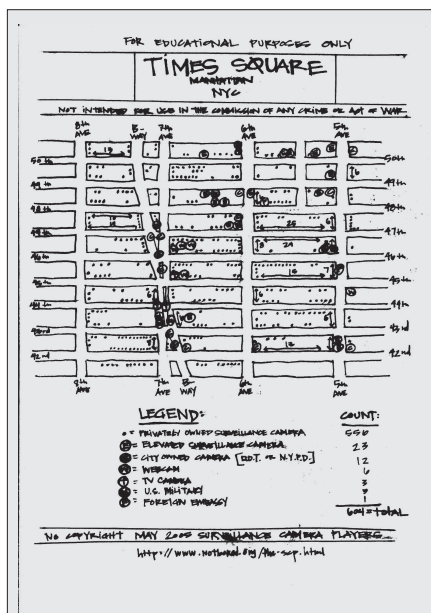 FOR EDUCATIONAL PURPOSES ONLY
TIMES SQUARE
MANHATTAN
NYC
NOT INTENDED FOR USE IN THE COMMISSION OF ANY CRIME OR ACT OF WAR
8th AVE B-WAY 7th AVE 6th AVE 5th AVE
50th 50th
49th 49th
48th 48th
47th
46th 46th
45th 45th
44th 44th
43rd 43rd
42nd 42nd
8th AVE 7th AVE B-WAY 6th AVE 5th AVE
LEGEND: COUNT:
= PRIVATELY OWNED SURVEILLANCE CAMERA 556
E = ELEVATED SURVEILLANCE CAMERA 23
= CITY OWNED CAMERA [D.O.T. OR N.Y.P.D.] 12
W = WEBCAM 6
T = TV CAMERA 3
= U.S. MILITARY 3
F = FOREIGN EMBASSY 1
604 = TOTAL
NO COPYRIGHT MAY 2005 SURVEILLANCE CAMERA PLAYERS
http://www.notbored.org/the-scp.html